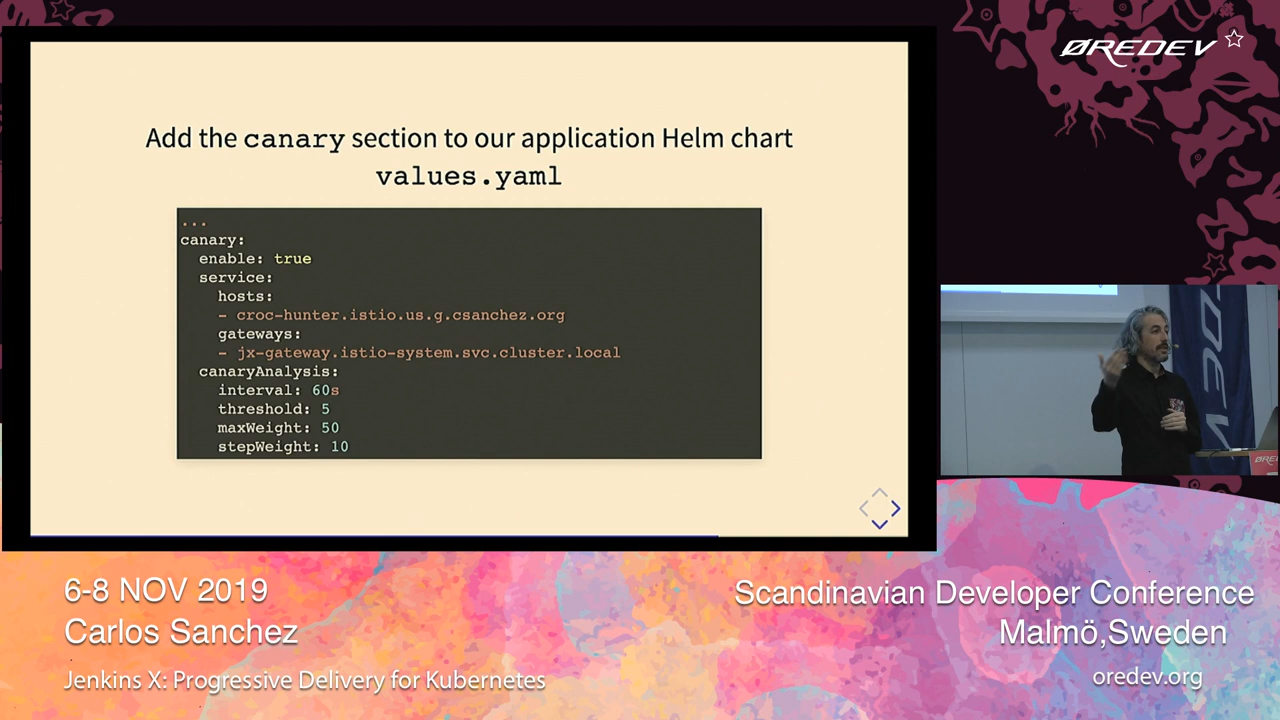 ØREDEV
Add the canary section to our application Helm chart
values.yaml
...
canary:
  enable: true
  service:
    hosts:
    - croc-hunter.istio.us.g.csanchez.org
    gateways:
    - jx-gateway.istio-system.svc.cluster.local
  canaryAnalysis:
    interval: 60s
    threshold: 5
    maxWeight: 50
    stepWeight: 10
6-8 NOV 2019
Carlos Sanchez
Jenkins X: Progressive Delivery for Kubernetes
Scandinavian Developer Conference
Malmö,Sweden
oredev.org